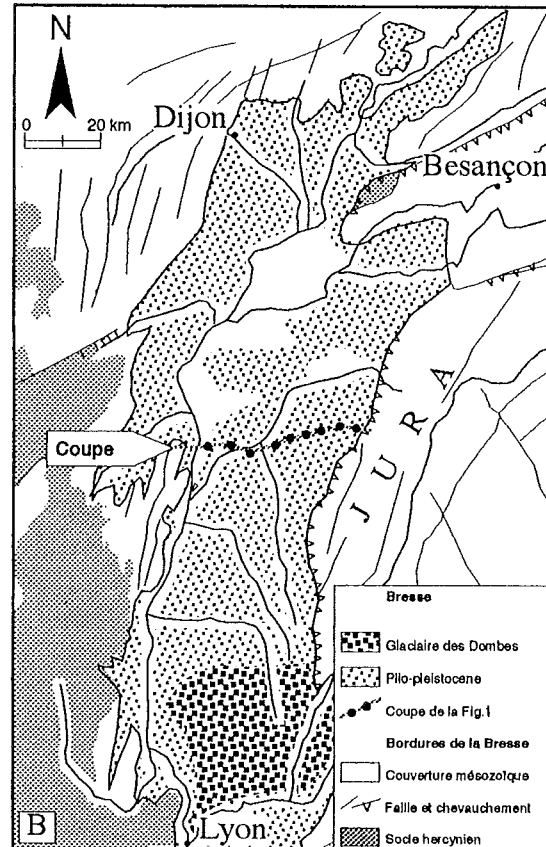 N
0 20 km
Dijon
Besançon
JURA
Coupe
Bresse
Glaciaire des Dombes
Plio-pleistocene
Coupe de la Fig.1
Bordures de la Bresse
Couverture mésozoïque
Faille et chevauchement
Socle hercynien
B
Lyon